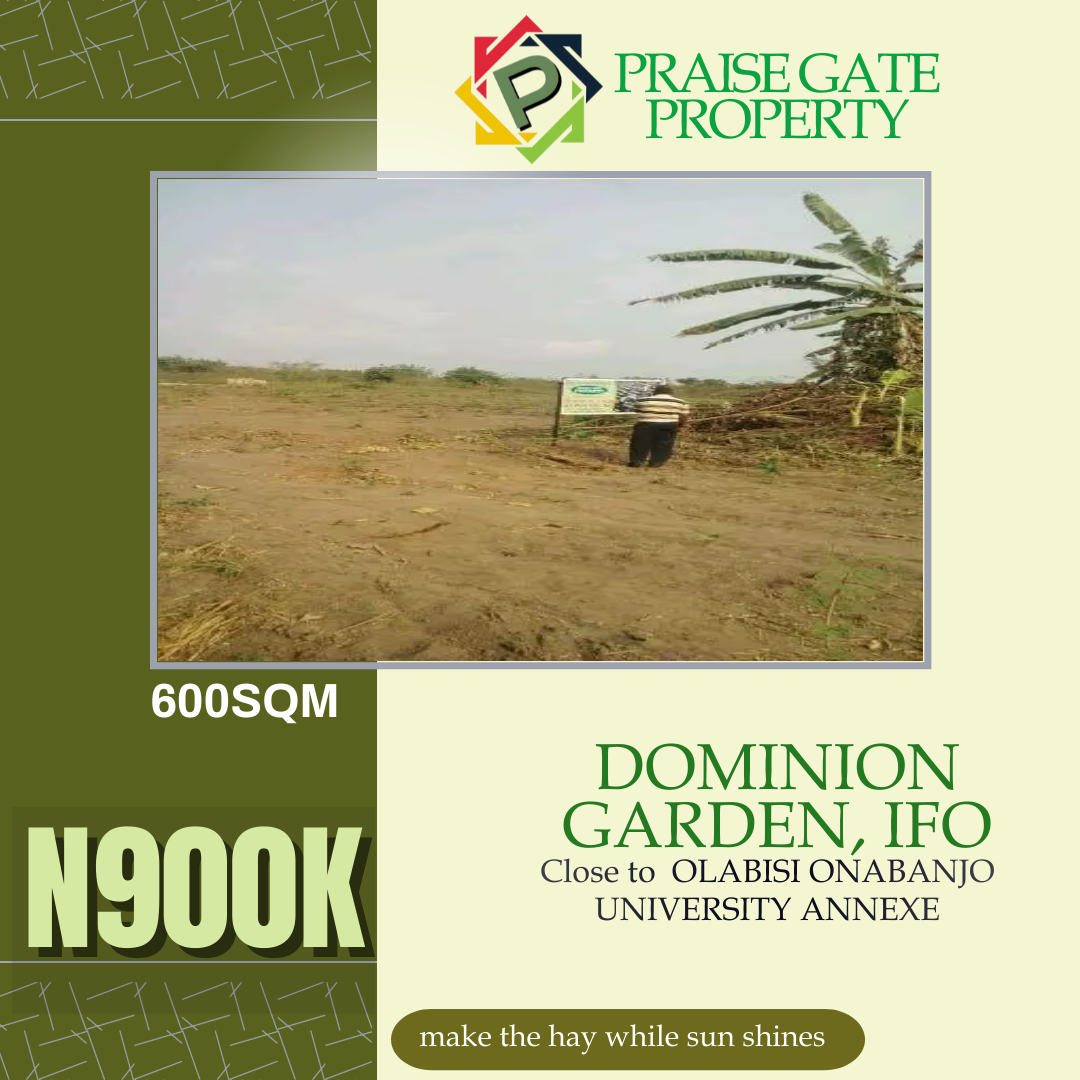 P
PRAISE GATE
PROPERTY
600SQM
N900K
DOMINION
GARDEN, IFO
Close to OLABISI ONABANJO
UNIVERSITY ANNEXE
make the hay while sun shines